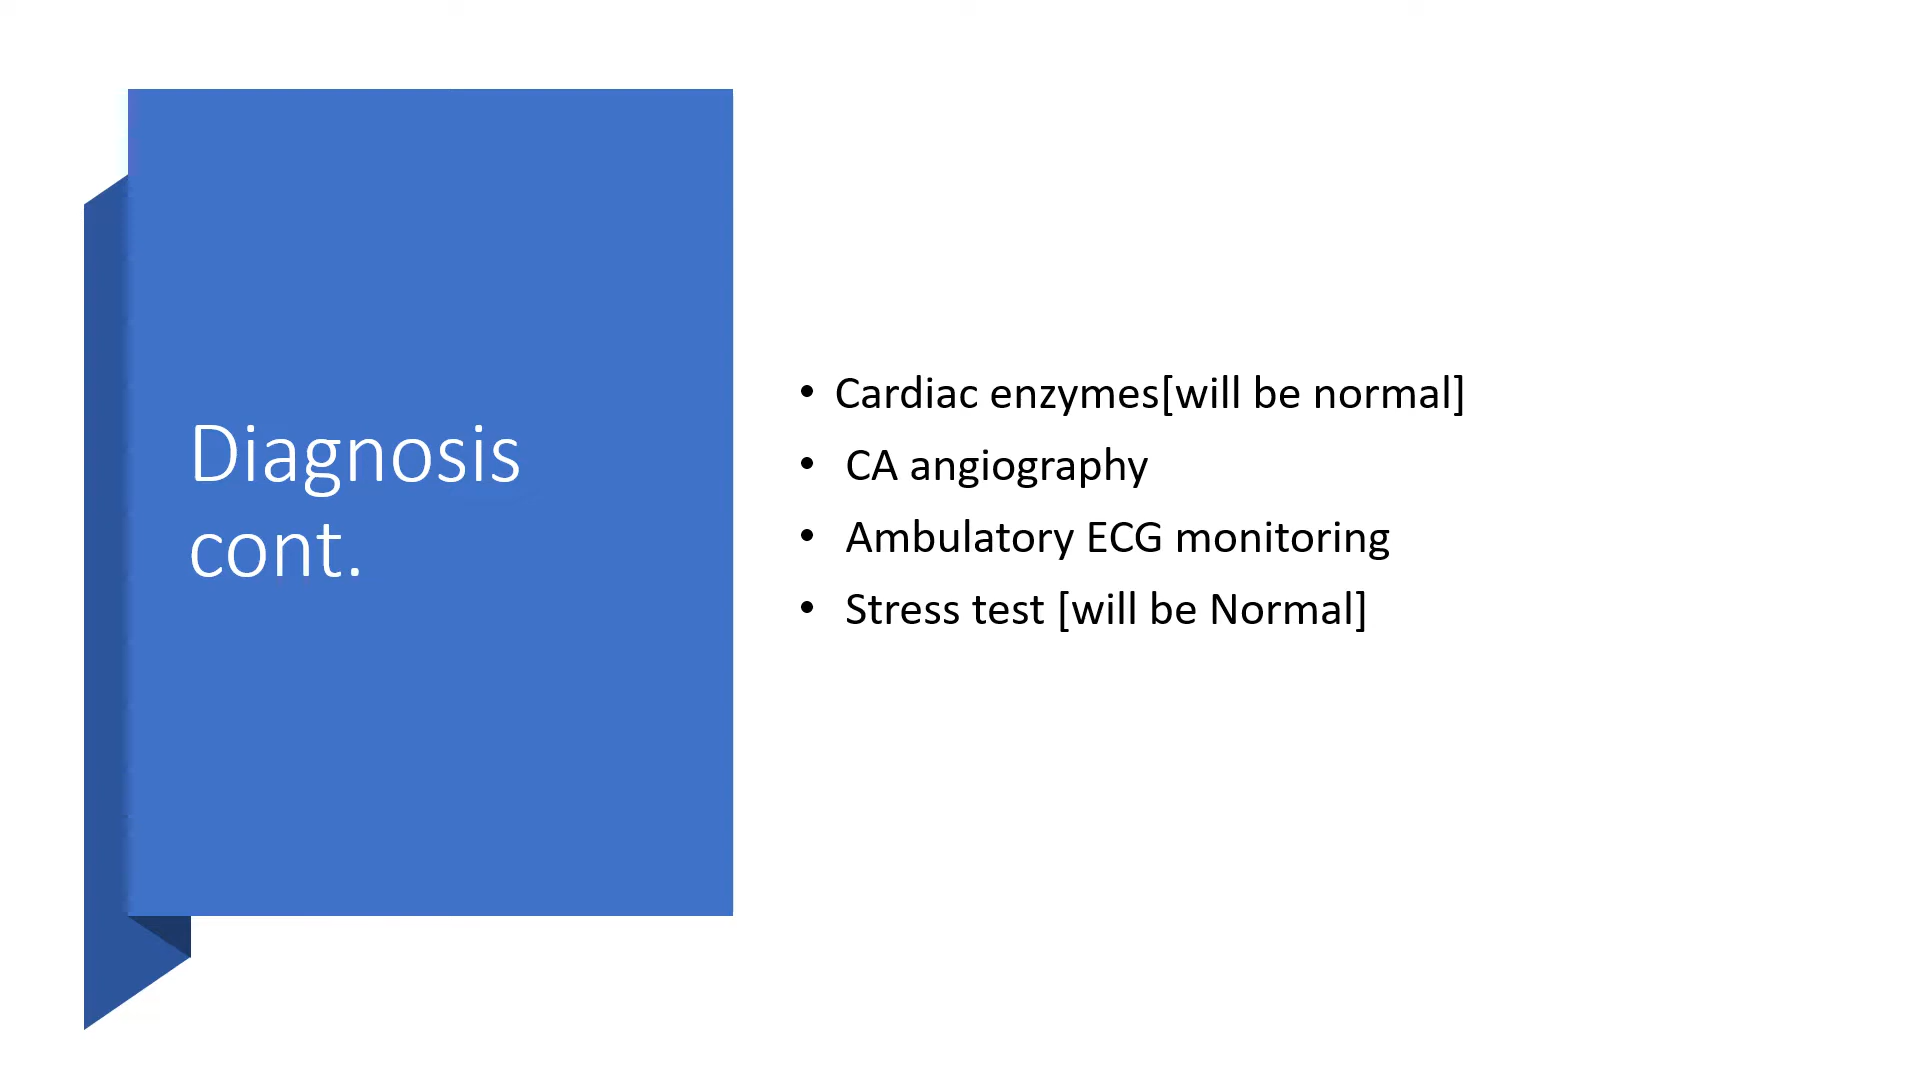 Diagnosis
cont.
• Cardiac enzymes[will be normal]
• CA angiography
• Ambulatory ECG monitoring
• Stress test [will be Normal]